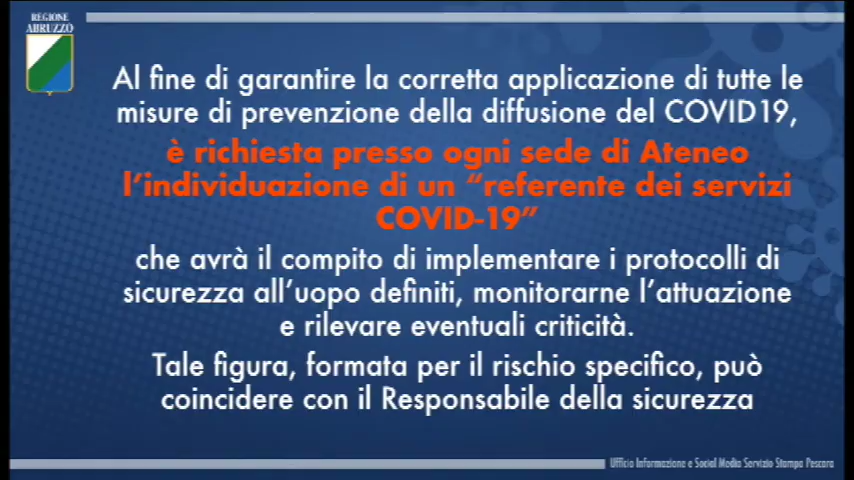 REGIONE
ABRUZZO
Al fine di garantire la corretta applicazione di tutte le
misure di prevenzione della diffusione del COVID19,
è richiesta presso ogni sede di Ateneo
l'individuazione di un "referente dei servizi
COVID-19"
che avrà il compito di implementare i protocolli di
sicurezza all'uopo definiti, monitorarne l'attuazione
e rilevare eventuali criticità.
Tale figura, formata per il rischio specifico, può
coincidere con il Responsabile della sicurezza
Ufficio Informazione e Social Media Servizio Stampa Pescara